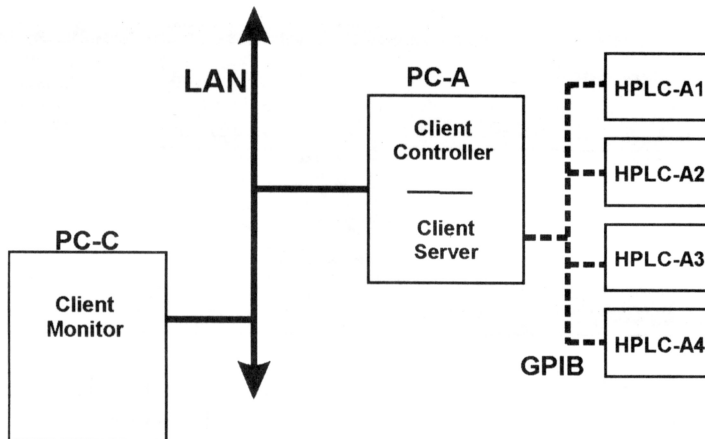 LAN
PC-A
Client
Controller
Client
Server
HPLC-A1
HPLC-A2
HPLC-A3
HPLC-A4
GPIB
PC-C
Client
Monitor